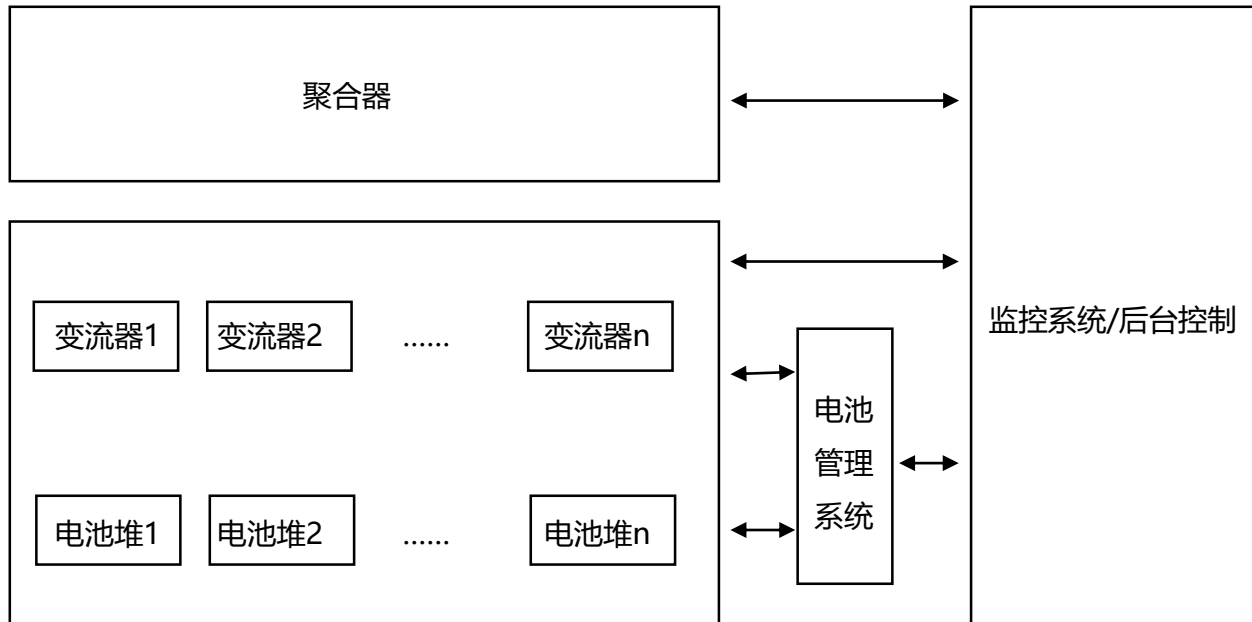 聚合器
监控系统/后台控制
变流器1
变流器2
......
变流器n
电池
管理
系统
电池堆1
电池堆2
......
电池堆n